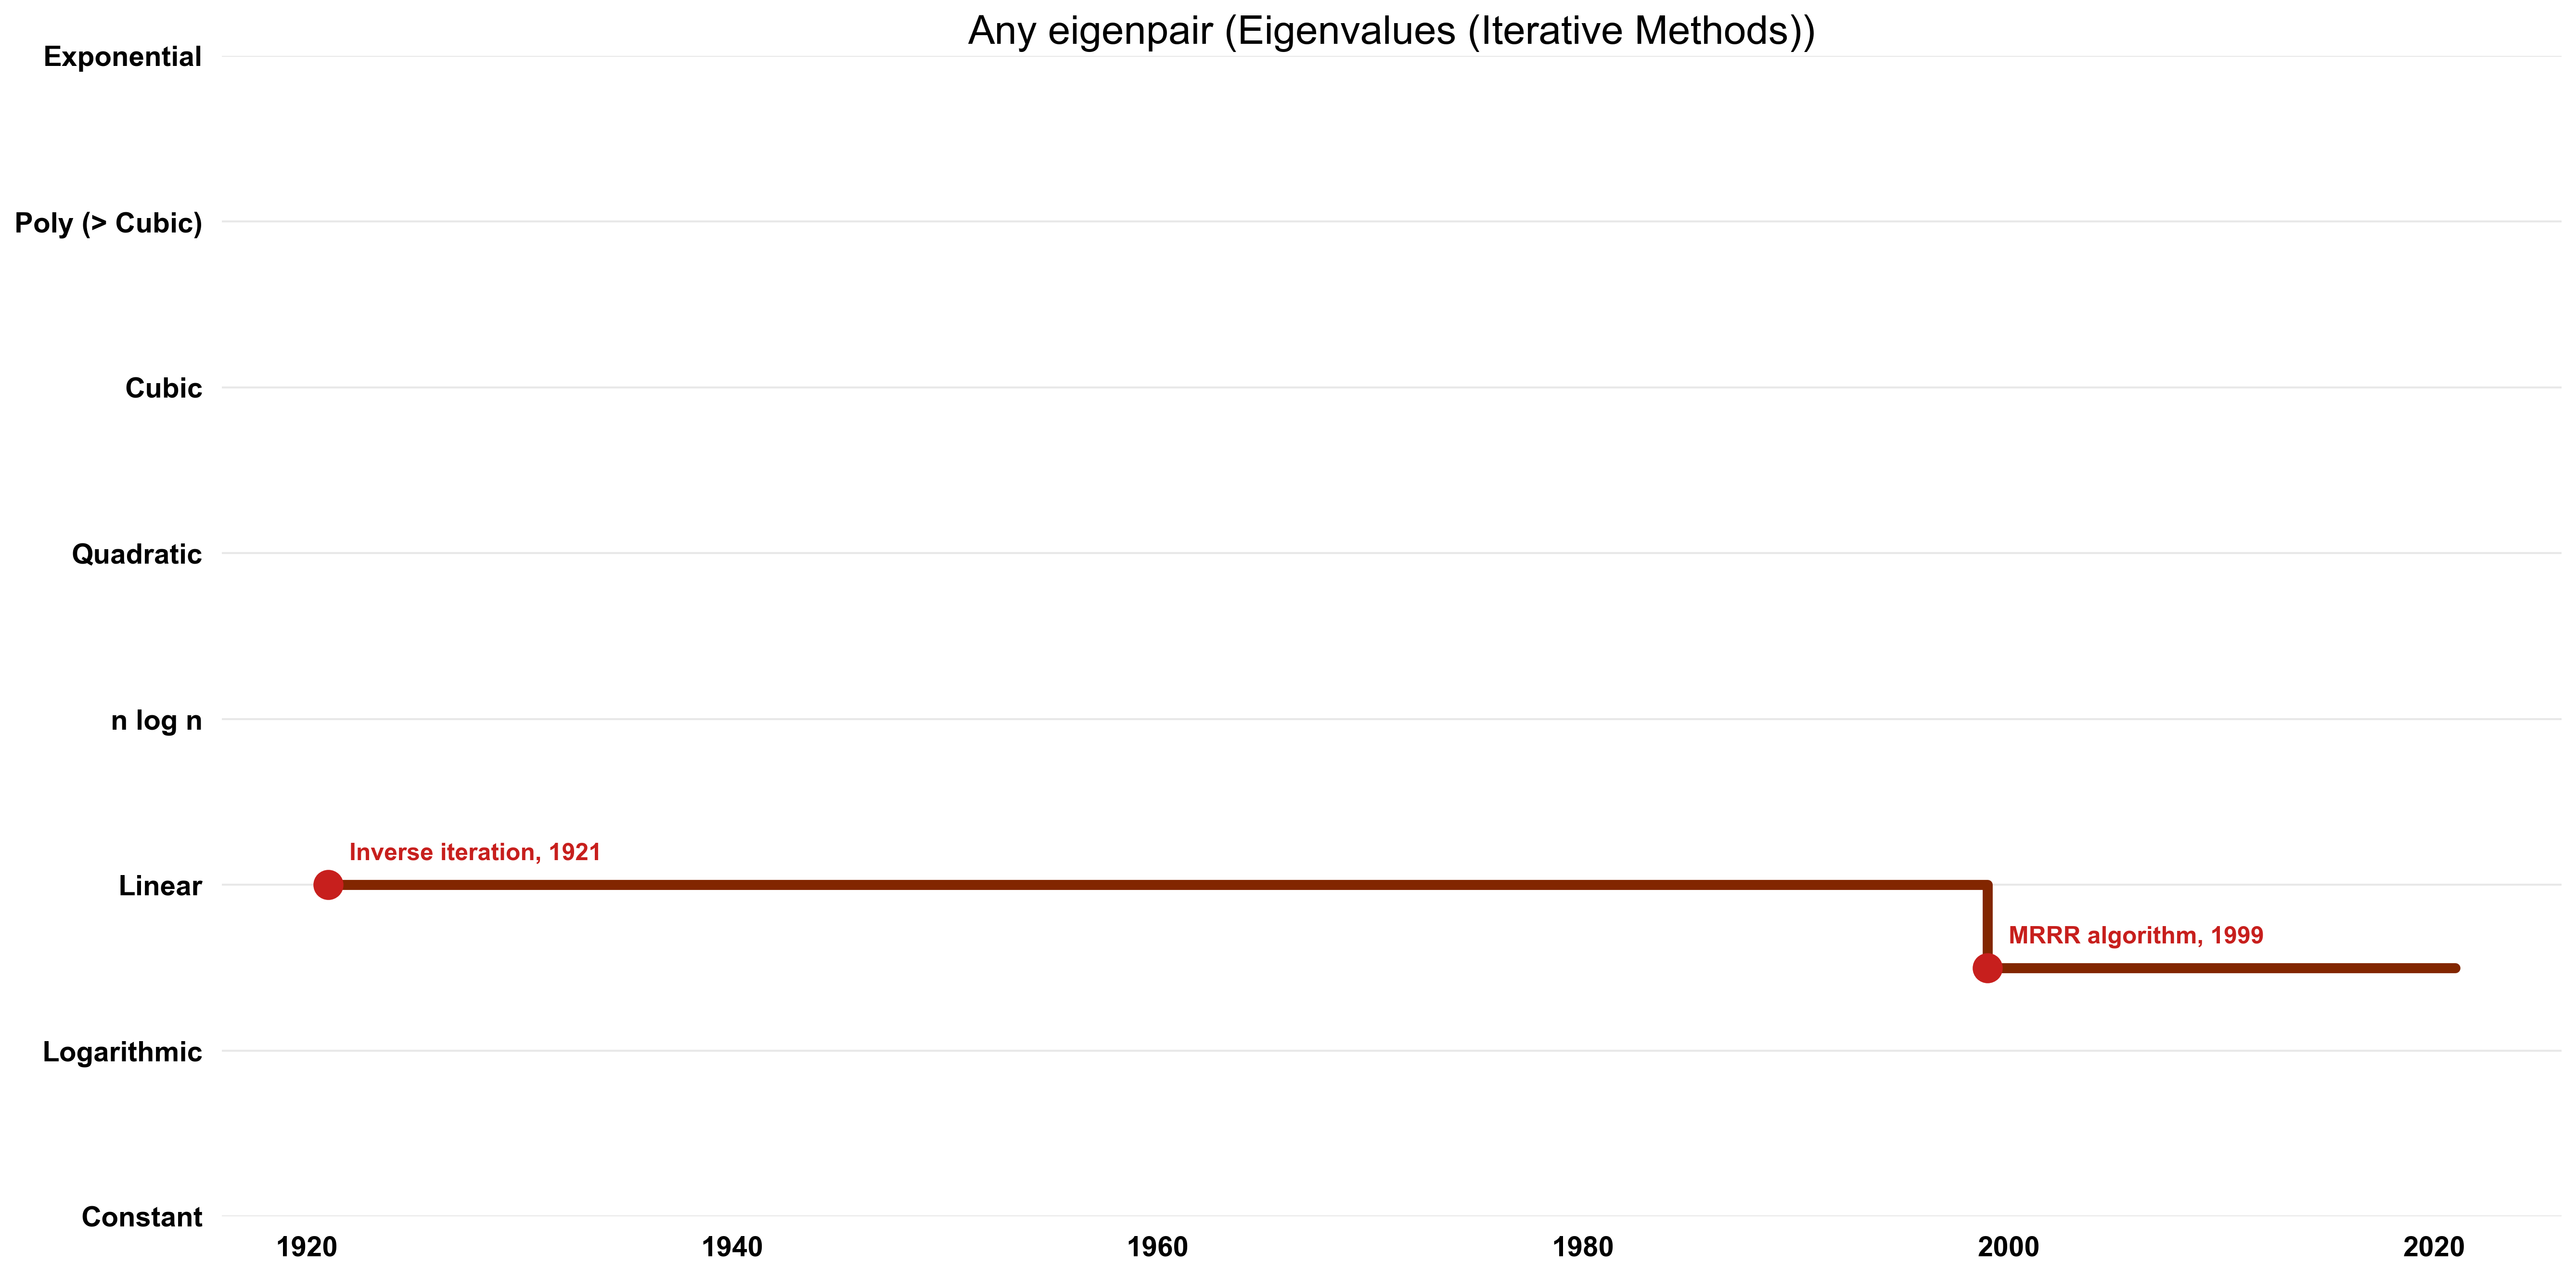 Any eigenpair (Eigenvalues (Iterative Methods))
Exponential
Poly (> Cubic)
Cubic
Quadratic
n log n
Inverse iteration, 1921
Linear
MRRR algorithm, 1999
Logarithmic
Constant
1920 1940 1960 1980 2000 2020